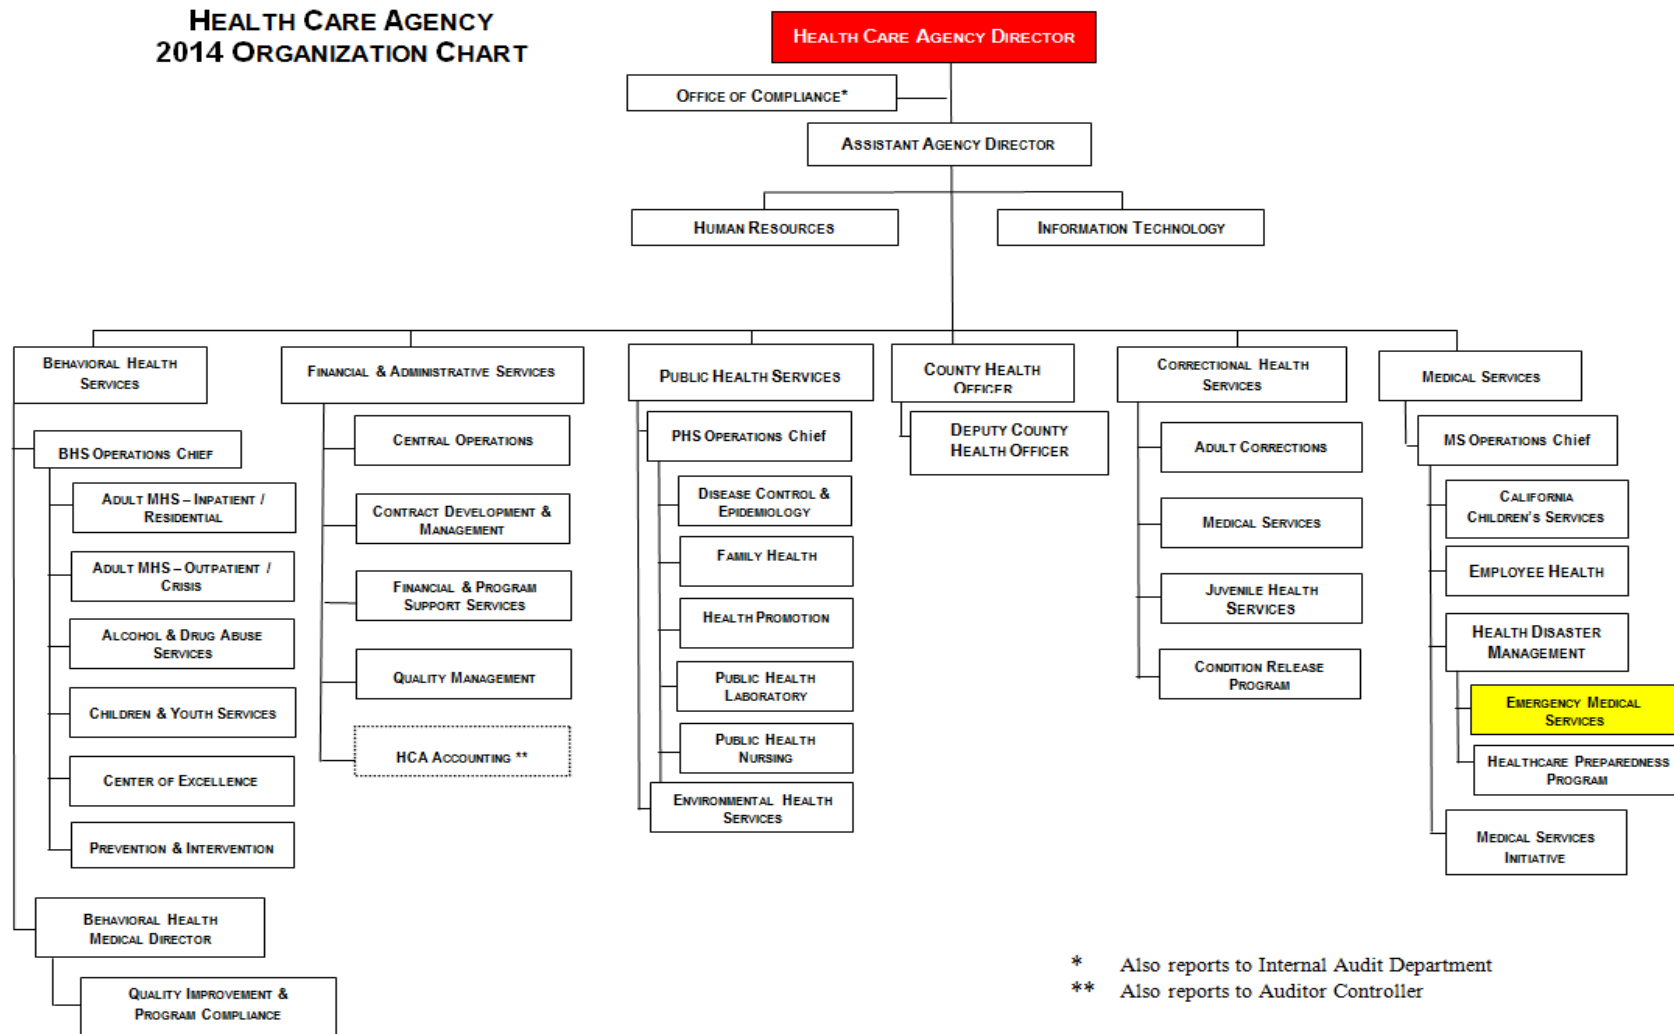 HEALTH CARE AGENCY
2014 ORGANIZATION CHART
HEALTH CARE AGENCY DIRECTOR
OFFICE OF COMPLIANCE*
ASSISTANT AGENCY DIRECTOR
HUMAN RESOURCES
INFORMATION TECHNOLOGY
BEHAVIORAL HEALTH
SERVICES
BHS OPERATIONS CHIEF
ADULT MHS – INPATIENT /
RESIDENTIAL
ADULT MHS – OUTPATIENT /
CRISIS
ALCOHOL & DRUG ABUSE
SERVICES
CHILDREN & YOUTH SERVICES
CENTER OF EXCELLENCE
PREVENTION & INTERVENTION
BEHAVIORAL HEALTH
MEDICAL DIRECTOR
QUALITY IMPROVEMENT &
PROGRAM COMPLIANCE
FINANCIAL & ADMINISTRATIVE SERVICES
CENTRAL OPERATIONS
CONTRACT DEVELOPMENT &
MANAGEMENT
FINANCIAL & PROGRAM
SUPPORT SERVICES
QUALITY MANAGEMENT
HCA ACCOUNTING **
PUBLIC HEALTH SERVICES
PHS OPERATIONS Chief
DISEASE CONTROL &
EPIDEMIOLOGY
FAMILY HEALTH
HEALTH PROMOTION
PUBLIC HEALTH
LABORATORY
PUBLIC HEALTH
NURSING
ENVIRONMENTAL HEALTH
SERVICES
COUNTY HEALTH
OFFICER
DEPUTY COUNTY
HEALTH OFFICER
CORRECTIONAL HEALTH
SERVICES
ADULT CORRECTIONS
MEDICAL SERVICES
JUVENILE HEALTH
SERVICES
CONDITION RELEASE
PROGRAM
MEDICAL SERVICES
MS OPERATIONS Chief
CALIFORNIA
CHILDREN'S SERVICES
EMPLOYEE HEALTH
HEALTH DISASTER
MANAGEMENT
EMERGENCY MEDICAL
SERVICES
HEALTHCARE PREPAREDNESS
PROGRAM
MEDICAL SERVICES
INITIATIVE
* Also reports to Internal Audit Department
** Also reports to Auditor Controller